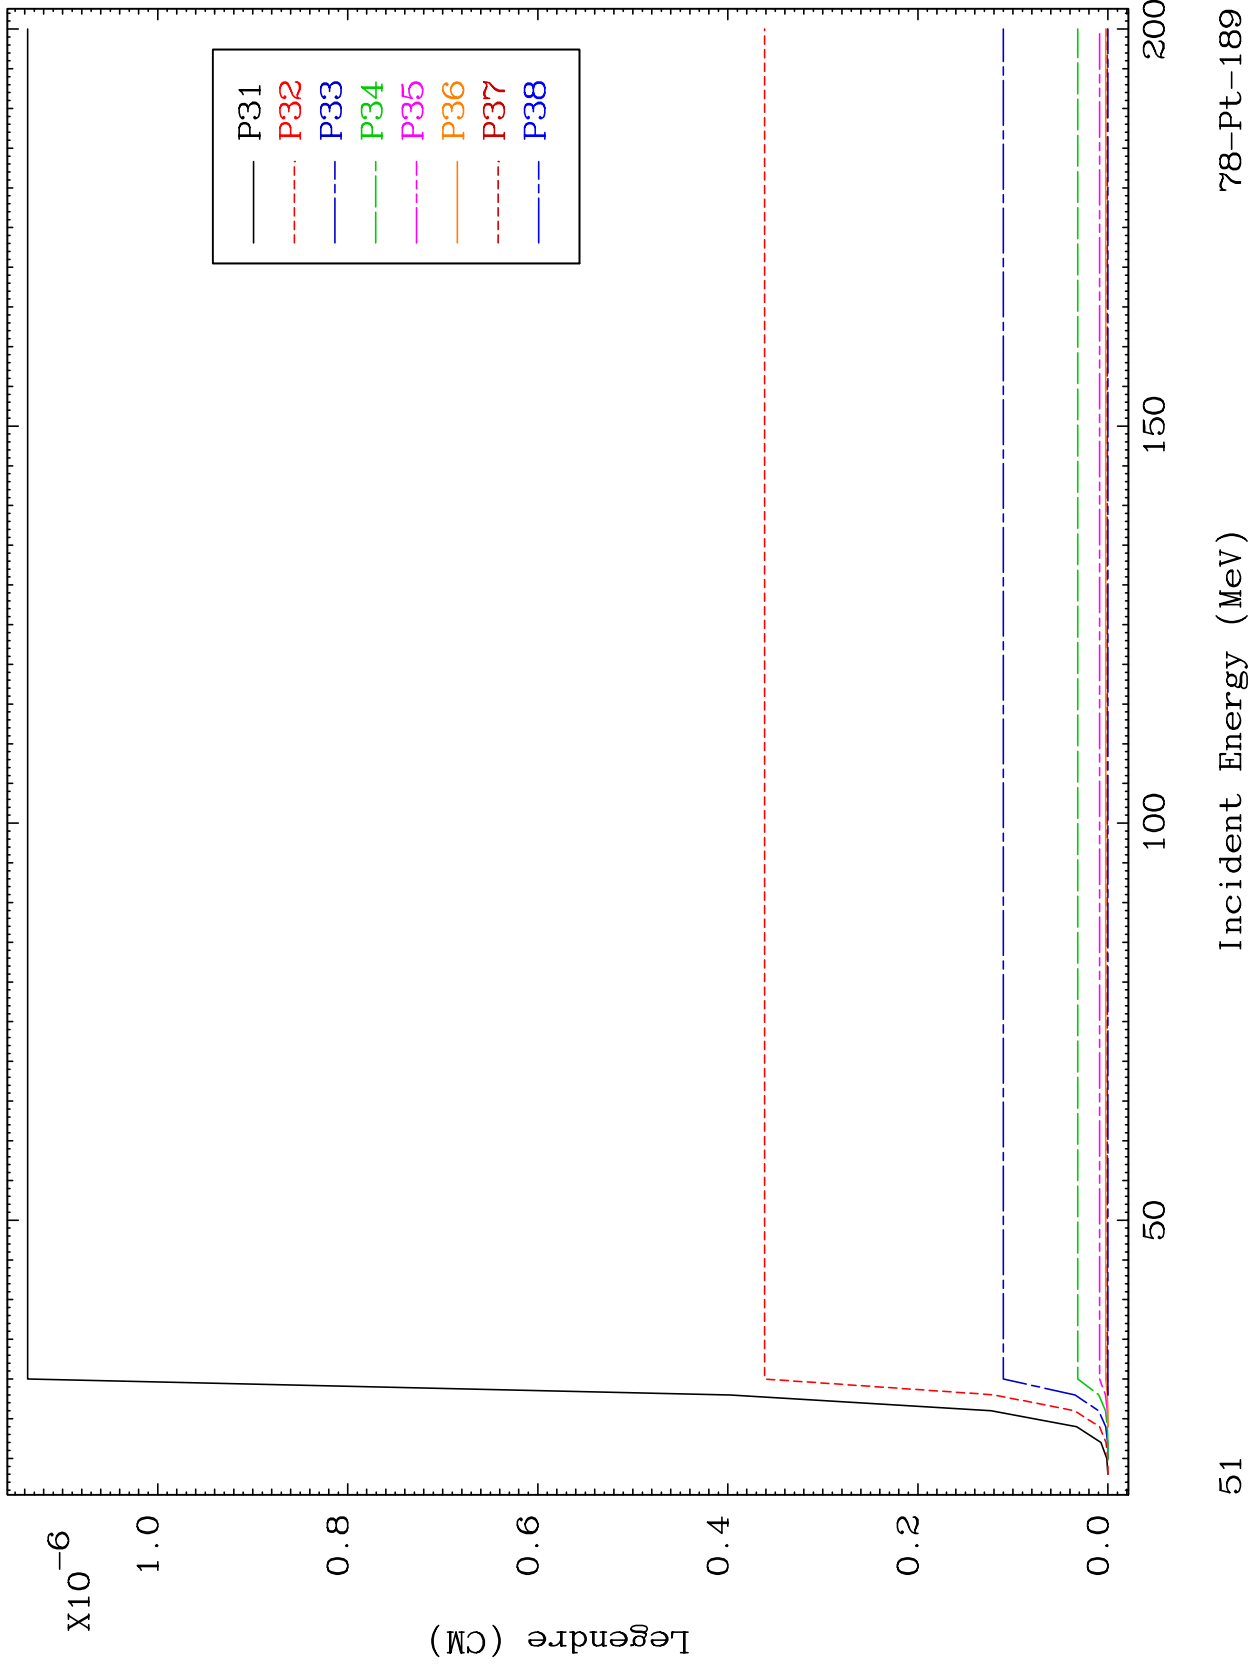 X10-6
1.0
0.8
0.6
0.4
0.2
0.0
Legendre (CM)
P31
P32
P33
P34
P35
P36
P37
P38
50
100
150
200
Incident Energy (MeV)
51
78-Pt-189